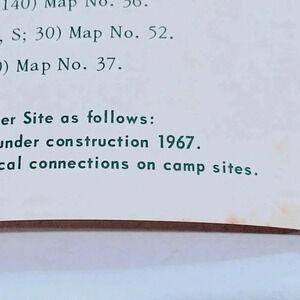 140) Map No. 36.
, S; 30) Map No. 52.
) Map No. 37.
er Site as follows:
under construction 1967.
cal connections on camp sites.